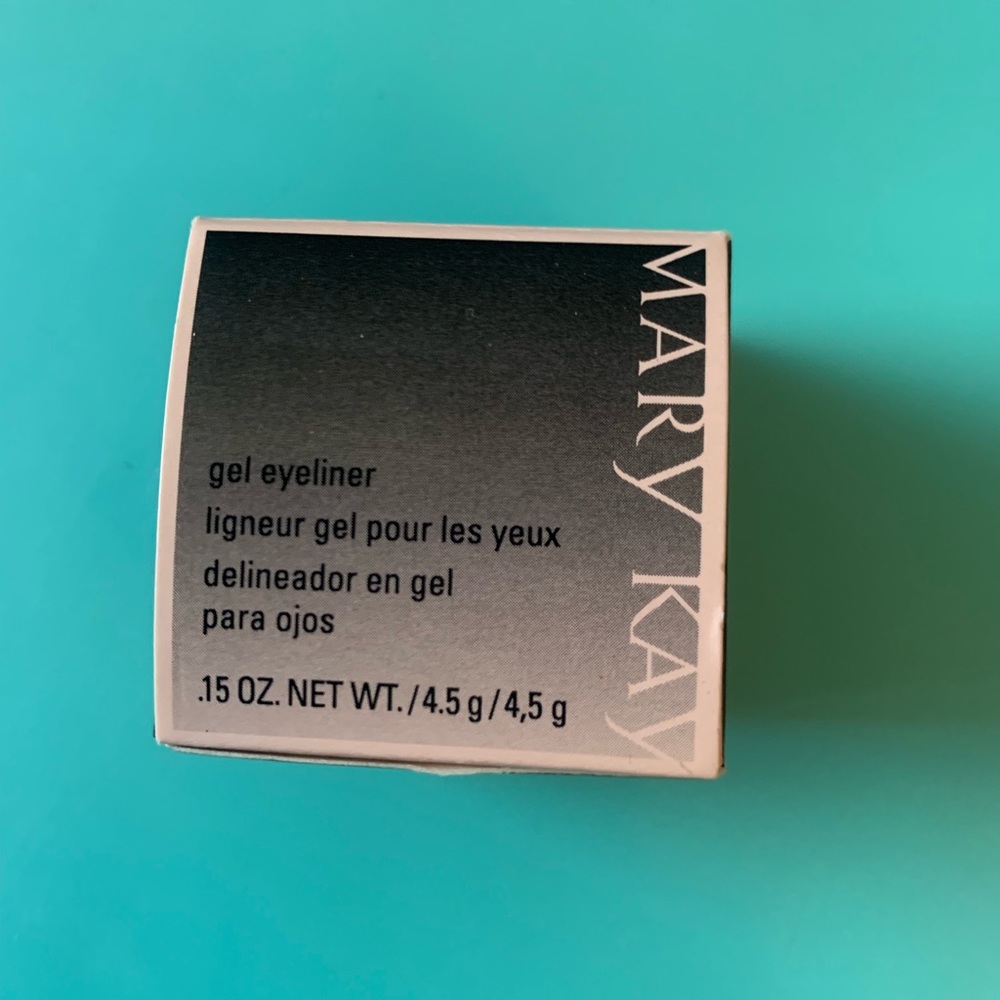 MARY KAY
gel eyeliner
ligneur gel pour les yeux
delineador en gel
para ojos
.15 OZ. NET WT./4.5 g/4,5 g